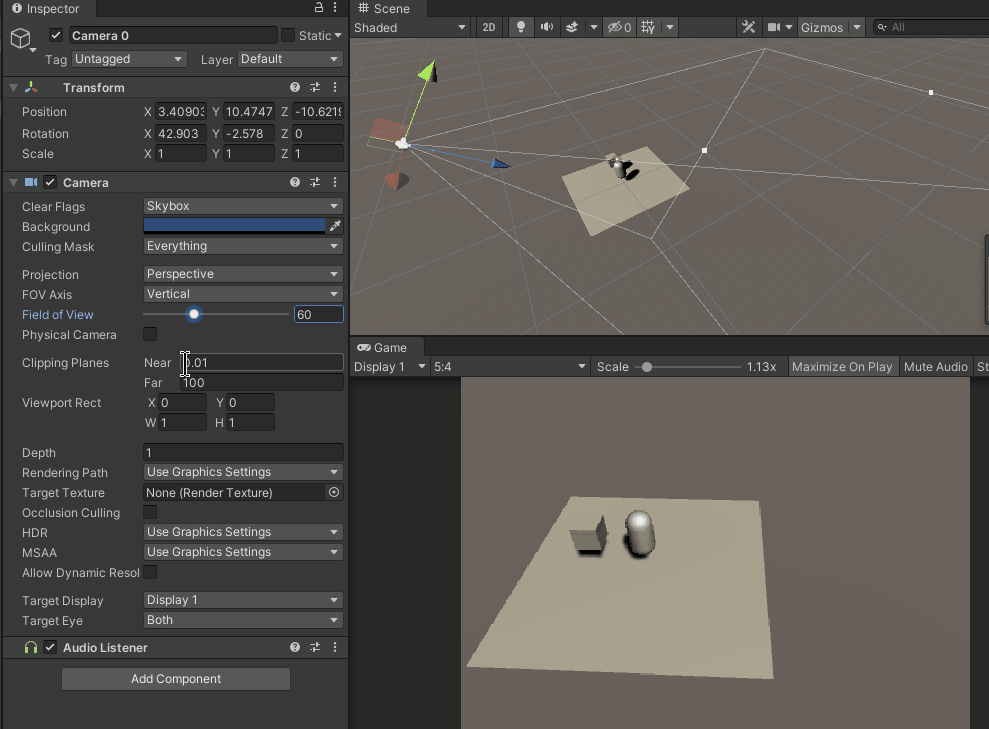 Inspector
Camera 0
Static
Tag Untagged Layer Default
Transform
Position X 3.40903 Y 10.4747 Z -10.6219
Rotation X 42.903 Y -2.578 Z 0
Scale X 1 Y 1 Z 1
Camera
Clear Flags Skybox
Background
Culling Mask Everything
Projection Perspective
FOV Axis Vertical
Field of View 60
Physical Camera
Clipping Planes Near 0.01
Far 100
Viewport Rect X 0 Y 0
W 1 H 1
Depth 1
Rendering Path Use Graphics Settings
Target Texture None (Render Texture)
Occlusion Culling
HDR Use Graphics Settings
MSAA Use Graphics Settings
Allow Dynamic Resol
Target Display Display 1
Target Eye Both
Audio Listener
Add Component
Scene
Shaded 2D 0 Gizmos All
Game
Display 1 5:4 Scale 1.13x Maximize On Play Mute Audio St